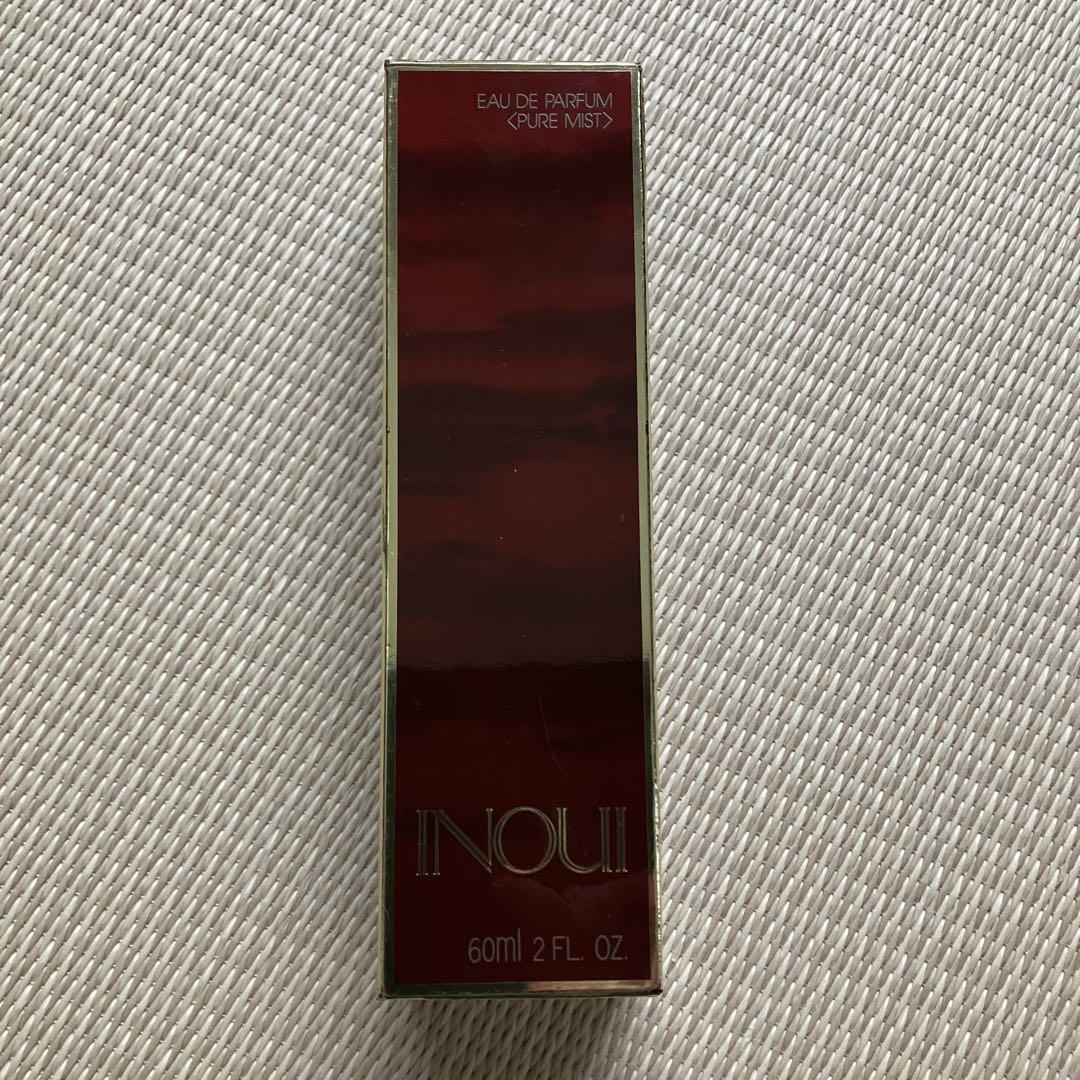 EAU DE PARFUM
<PURE MIST>
INOUI
60ml 2 FL. OZ.